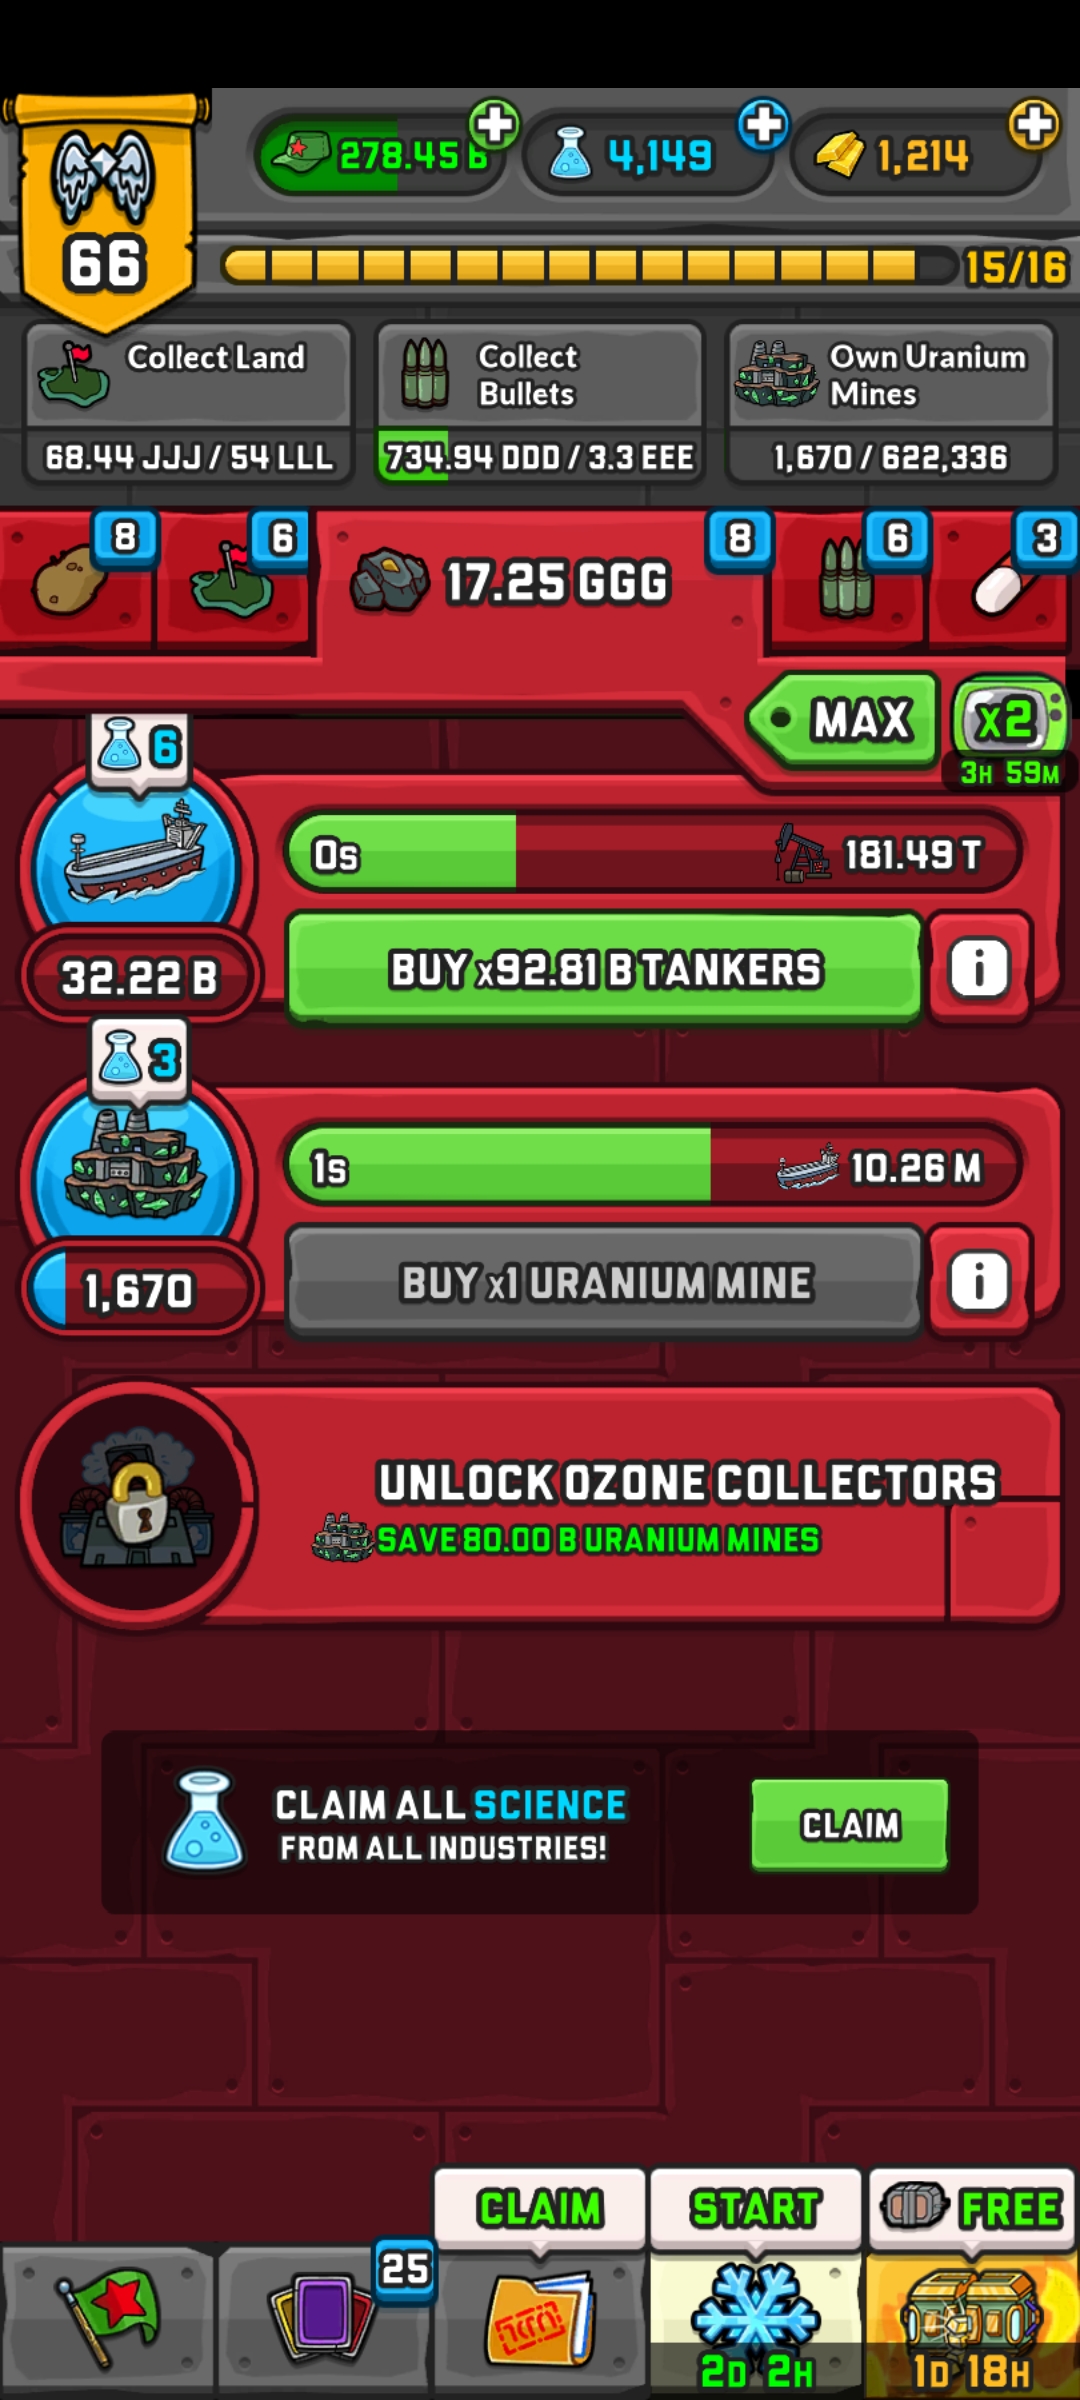 278.45 B
4,149
1,214
66
15/16
Collect Land
68.44 JJJ / 54 LLL
Collect
Bullets
734.94 DDD / 3.3 EEE
Own Uranium
Mines
1,670 / 622,336
8
6
17.25 GGG
8
6
3
MAX
x2
3H 59M
6
0s
181.49 T
32.22 B
BUY x92.81 B TANKERS
i
3
1s
10.26 M
1,670
BUY x1 URANIUM MINE
i
UNLOCK OZONE COLLECTORS
SAVE 80.00 B URANIUM MINES
CLAIM ALL SCIENCE
FROM ALL INDUSTRIES!
CLAIM
CLAIM
START
FREE
25
2D 2H
1D 18H